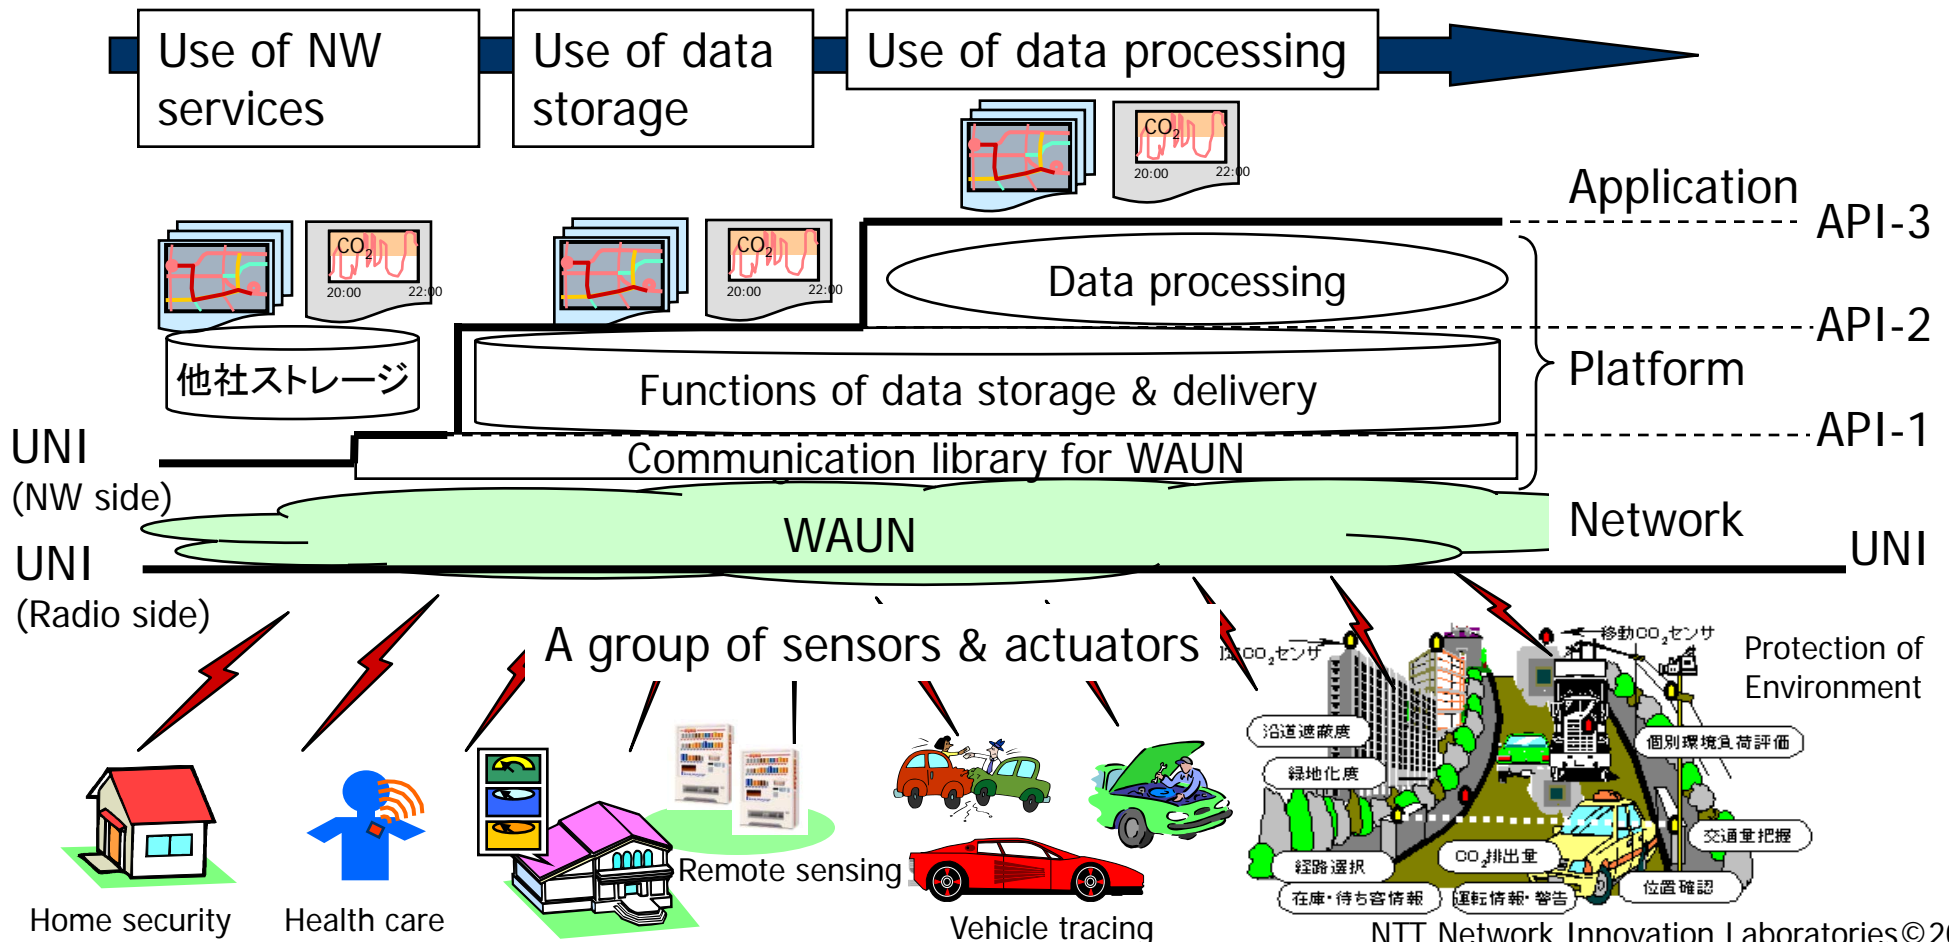 Use of NW
services
Use of data
storage
Use of data processing
CO2
20:00
22:00
Application
API-3
CO2
20:00
22:00
CO2
20:00
22:00
Data processing
API-2
他社ストレージ
Functions of data storage & delivery
Platform
API-1
UNI
(NW side)
Communication library for WAUN
WAUN
Network
UNI
(Radio side)
UNI
A group of sensors & actuators
CO2センサ
移動CO2センサ
Protection of
Environment
沿道遮蔽度
個別環境負荷評価
緑地化度
交通量把握
経路選択
CO2排出量
位置確認
在庫・待ち客情報
運転情報・警告
Remote sensing
Home security
Health care
Vehicle tracing
NTT Network Innovation Laboratories©20